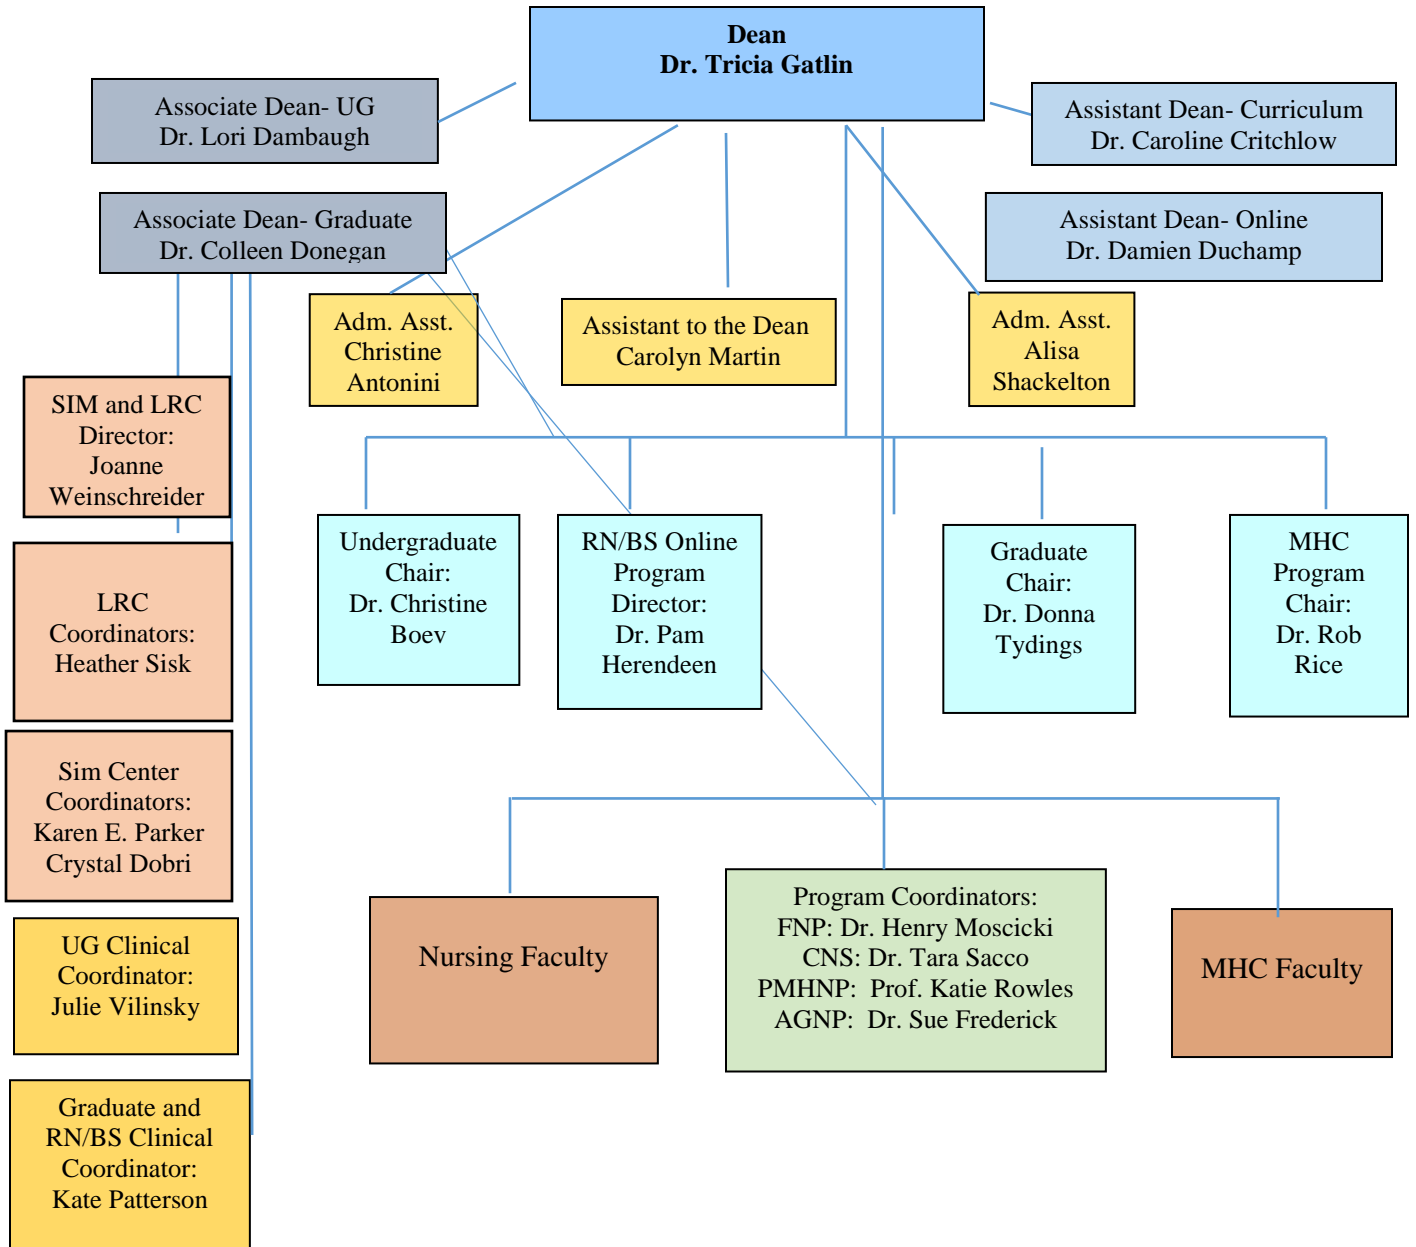 Dean
Dr. Tricia Gatlin
Associate Dean- UG
Dr. Lori Dambaugh
Assistant Dean- Curriculum
Dr. Caroline Critchlow
Associate Dean- Graduate
Dr. Colleen Donegan
Assistant Dean- Online
Dr. Damien Duchamp
Adm. Asst.
Christine
Antonini
Assistant to the Dean
Carolyn Martin
Adm. Asst.
Alisa
Shackelton
SIM and LRC
Director:
Joanne
Weinschreider
LRC
Coordinators:
Heather Sisk
Sim Center
Coordinators:
Karen E. Parker
Crystal Dobri
UG Clinical
Coordinator:
Julie Vilinsky
Graduate and
RN/BS Clinical
Coordinator:
Kate Patterson
Undergraduate
Chair:
Dr. Christine
Boev
RN/BS Online
Program
Director:
Dr. Pam
Herendeen
Graduate
Chair:
Dr. Donna
Tydings
MHC
Program
Chair:
Dr. Rob
Rice
Nursing Faculty
Program Coordinators:
FNP: Dr. Henry Moscicki
CNS: Dr. Tara Sacco
PMHNP:  Prof. Katie Rowles
AGNP:  Dr. Sue Frederick
MHC Faculty